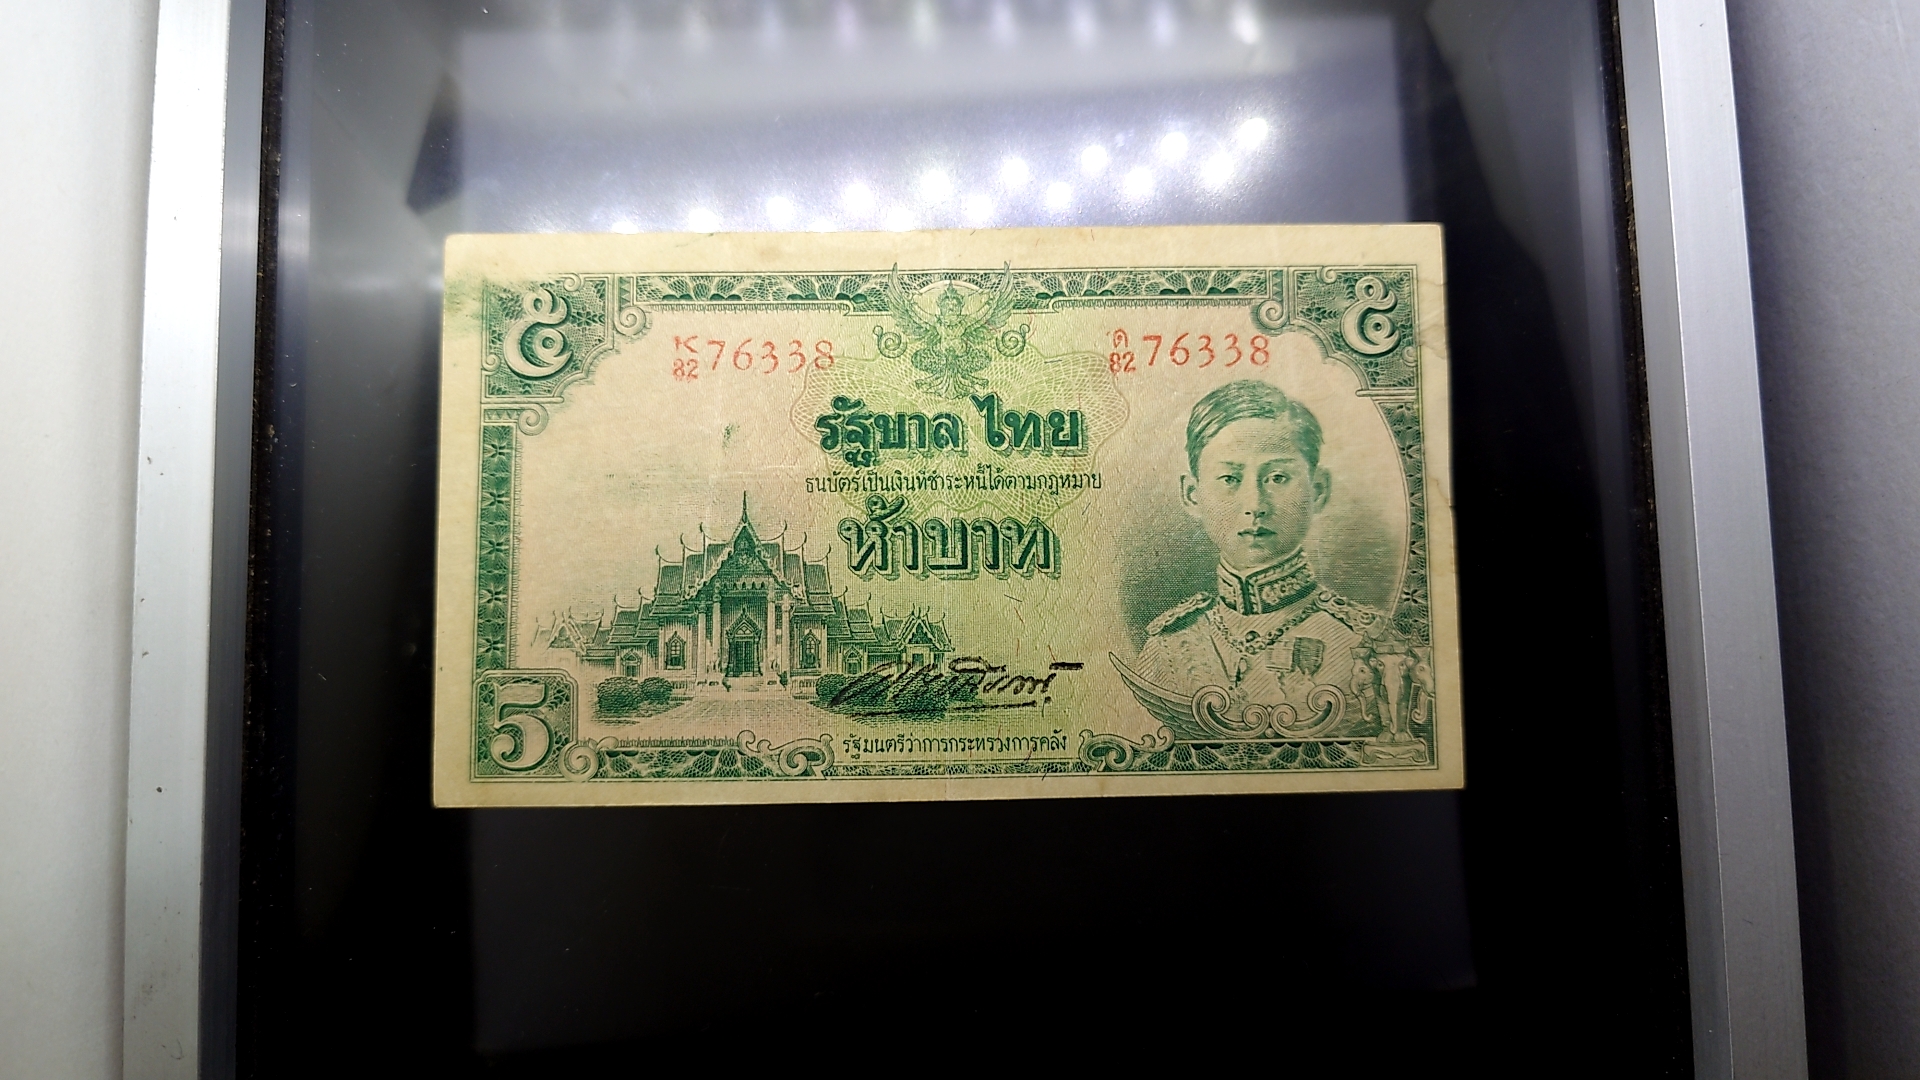 ๕ ๕
K
82 76338
ด
82 76338
รัฐบาล ไทย
ธนบัตร์เป็นเงินที่ชำระหนี้ได้ตามกฎหมาย
ห้าบาท
รัฐมนตรีว่าการกระทรวงการคลัง
5